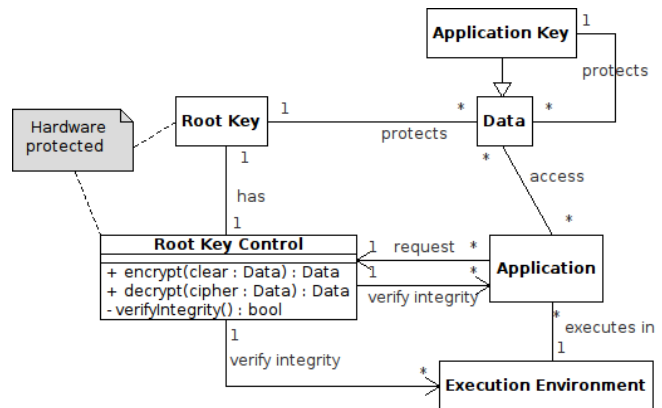 Application Key
1
protects
Hardware
protected
Root Key
1
protects
*
Data
*
1
has
1
*
access
*
Root Key Control
+ encrypt(clear : Data) : Data
+ decrypt(cipher : Data) : Data
- verifyIntegrity() : bool
1
request
*
1
verify integrity
*
Application
*
executes in
1
1
verify integrity
*
Execution Environment